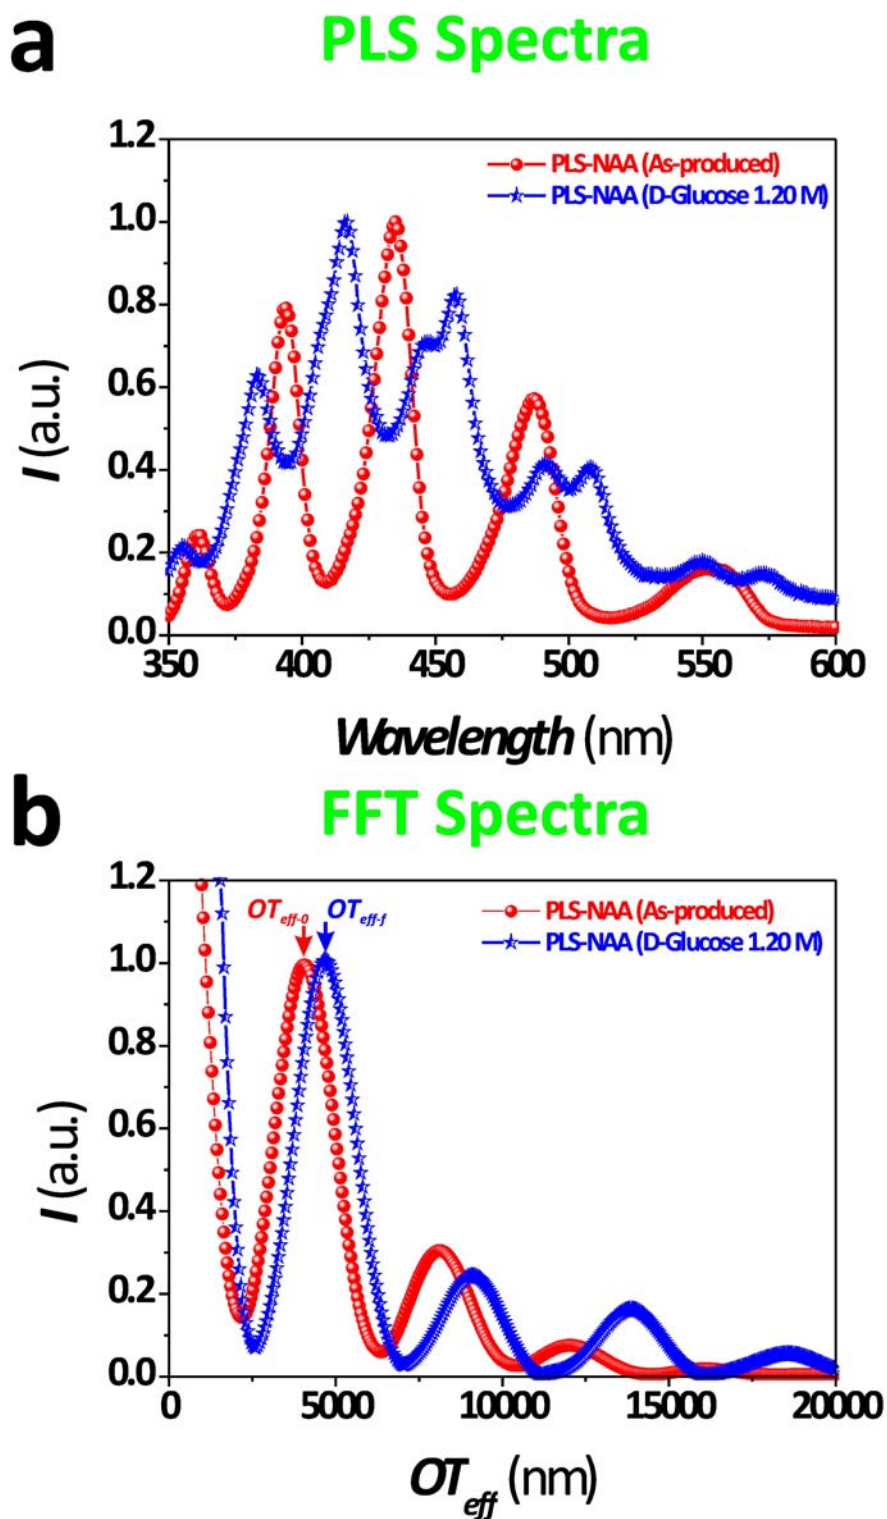 a
PLS Spectra
PLS-NAA (As-produced)
PLS-NAA (D-Glucose 1.20 M)
1.2
1.0
0.8
0.6
0.4
0.2
0.0
I (a.u.)
350 400 450 500 550 600
Wavelength (nm)
b
FFT Spectra
OTeff-0 OTeff-f
PLS-NAA (As-produced)
PLS-NAA (D-Glucose 1.20 M)
1.2
1.0
0.8
0.6
0.4
0.2
0.0
I (a.u.)
0 5000 10000 15000 20000
OTeff (nm)